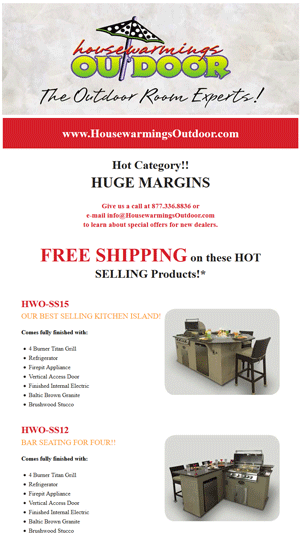 housewarmings
OUTDOOR
The Outdoor Room Experts!
www.HousewarmingsOutdoor.com
Hot Category!!
HUGE MARGINS
Give us a call at 877.336.8836 or
e-mail info@HousewarmingsOutdoor.com
to learn about special offers for new dealers.
FREE SHIPPING on these HOT
SELLING Products!*
HWO-SS15
OUR BEST SELLING KITCHEN ISLAND!
Comes fully finished with:
4 Burner Titan Grill
Refrigerator
Firepit Appliance
Vertical Access Door
Finished Internal Electric
Baltic Brown Granite
Brushwood Stucco
HWO-SS12
BAR SEATING FOR FOUR!!
Comes fully finished with:
4 Burner Titan Grill
Refrigerator
Firepit Appliance
Vertical Access Door
Finished Internal Electric
Baltic Brown Granite
Brushwood Stucco